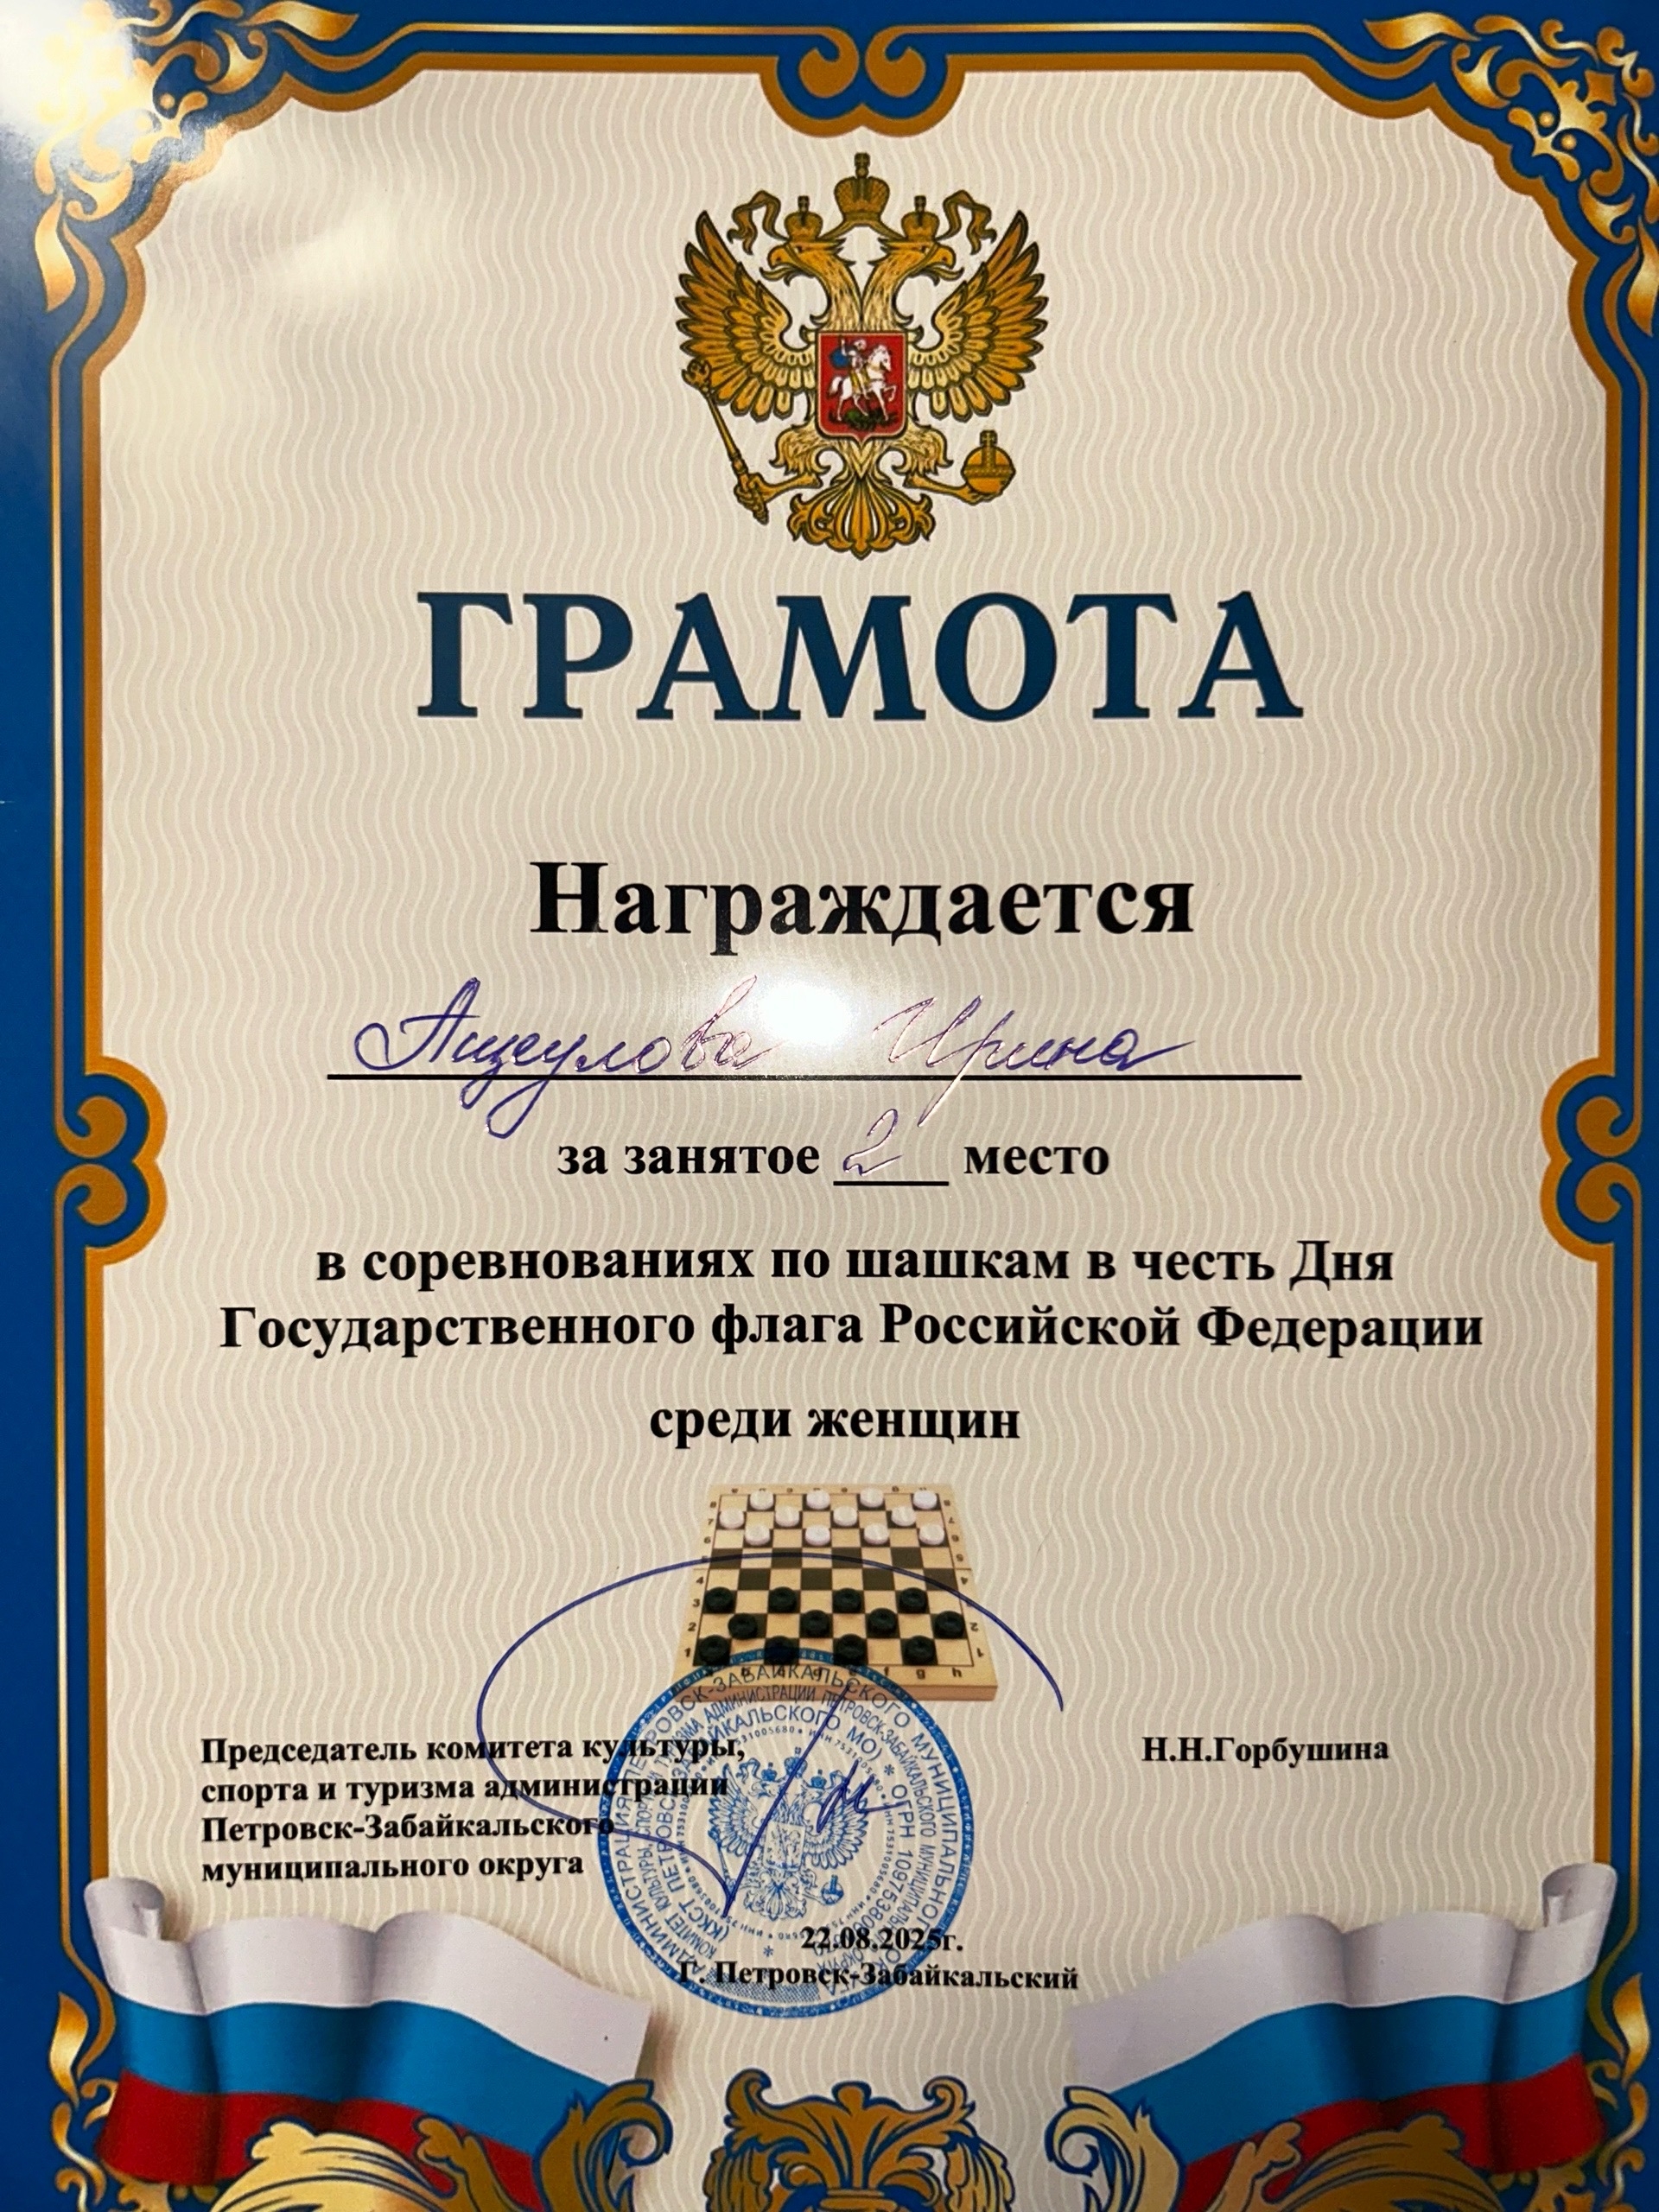 ГРАМОТА
Награждается
Ацеулова Ирина
за занятое 2 место
в соревнованиях по шашкам в честь Дня
Государственного флага Российской Федерации
среди женщин
Председатель комитета культуры,
спорта и туризма администрации
Петровск-Забайкальского
муниципального округа
Н.Н.Горбушина
22.08.2025г.
Г. Петровск-Забайкальский